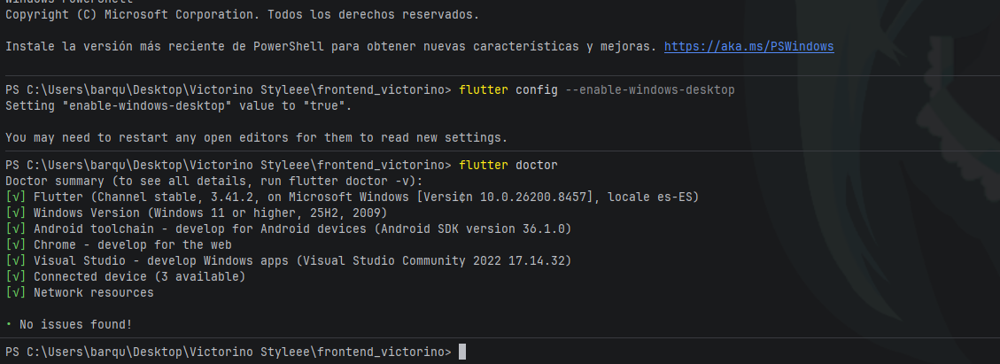 Windows PowerShell
Copyright (C) Microsoft Corporation. Todos los derechos reservados.
Instale la versión más reciente de PowerShell para obtener nuevas características y mejoras. https://aka.ms/PSWindows
PS C:\Users\barqu\Desktop\Victorino Styleee\frontend_victorino> flutter config --enable-windows-desktop
Setting "enable-windows-desktop" value to "true".
You may need to restart any open editors for them to read new settings.
PS C:\Users\barqu\Desktop\Victorino Styleee\frontend_victorino> flutter doctor
Doctor summary (to see all details, run flutter doctor -v):
[√] Flutter (Channel stable, 3.41.2, on Microsoft Windows [Versi¢n 10.0.26200.8457], locale es-ES)
[√] Windows Version (Windows 11 or higher, 25H2, 2009)
[√] Android toolchain - develop for Android devices (Android SDK version 36.1.0)
[√] Chrome - develop for the web
[√] Visual Studio - develop Windows apps (Visual Studio Community 2022 17.14.32)
[√] Connected device (3 available)
[√] Network resources
• No issues found!
PS C:\Users\barqu\Desktop\Victorino Styleee\frontend_victorino>